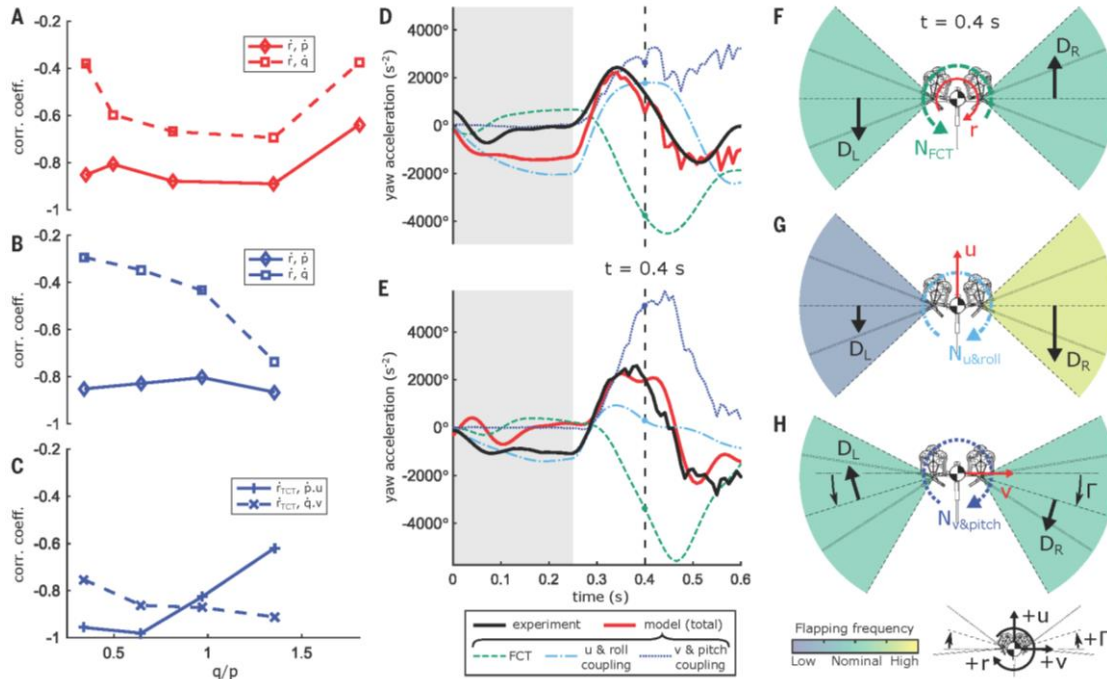 A
-0.2
-0.4
-0.6
-0.8
-1
corr. coeff.
ṙ, ṗ
ṙ, q̇
B
-0.2
-0.4
-0.6
-0.8
-1
corr. coeff.
ṙ, ṗ
ṙ, q̇
C
-0.4
-0.6
-0.8
-1
corr. coeff.
ṙTCT, ṗ.u
ṙTCT, q̇.v
0.5 1 1.5
q/p
D
4000°
2000°
0°
-2000°
-4000°
yaw acceleration (s⁻²)
t = 0.4 s
E
4000°
2000°
0°
-2000°
-4000°
yaw acceleration (s⁻²)
0 0.1 0.2 0.3 0.4 0.5 0.6
time (s)
experiment model (total)
FCT u & roll coupling v & pitch coupling
F
t = 0.4 s
DL
DR
r
NFCT
G
u
DL
DR
Nu&roll
H
DL
v
Γ
DR
Nv&pitch
Flapping frequency
Low Nominal High
+u
+Γ
+r
+v